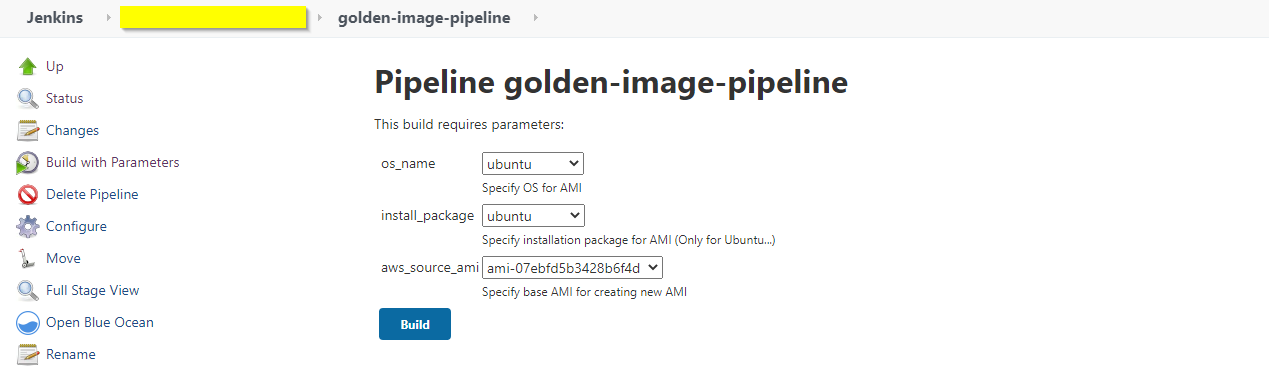 Jenkins golden-image-pipeline
Up
Status
Changes
Build with Parameters
Delete Pipeline
Configure
Move
Full Stage View
Open Blue Ocean
Rename
Pipeline golden-image-pipeline
This build requires parameters:
os_name ubuntu
Specify OS for AMI
install_package ubuntu
Specify installation package for AMI (Only for Ubuntu...)
aws_source_ami ami-07ebfd5b3428b6f4d
Specify base AMI for creating new AMI
Build